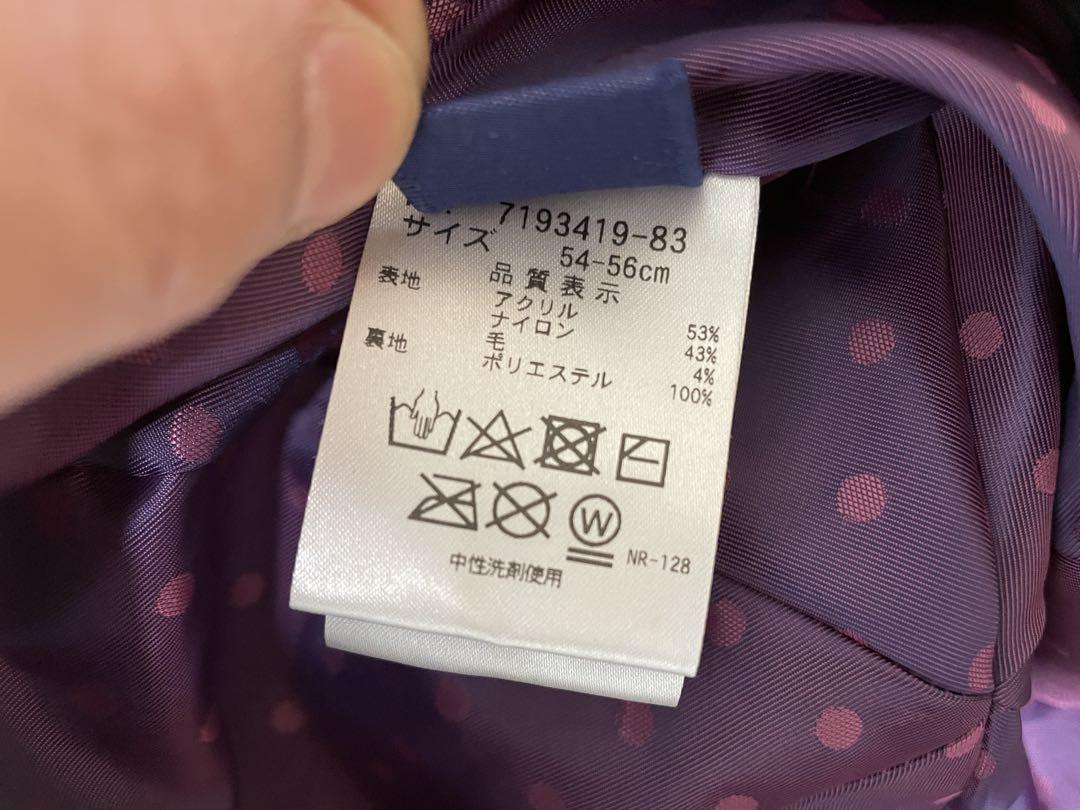 7193419-83
サイズ 54-56cm
品質表示
表地 アクリル 53%
ナイロン 43%
毛 4%
裏地 ポリエステル 100%
W
NR-128
中性洗剤使用